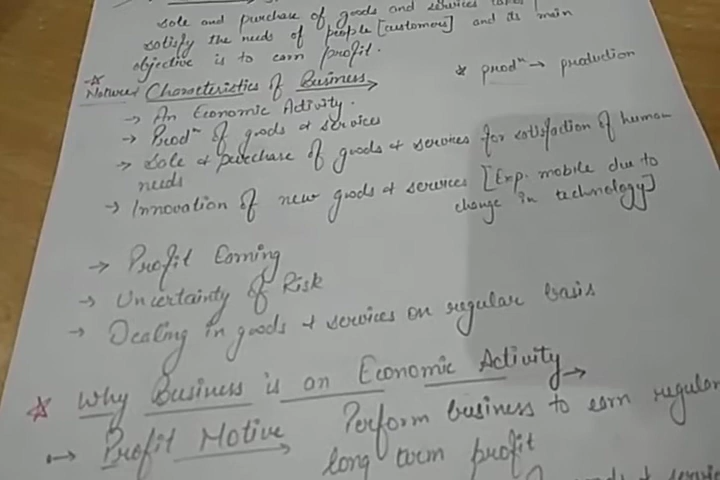 sale and purchase of goods and services
satisfy the needs of people [customers] and its main
objective is to earn profit.
* prodⁿ → production
Nature & Characteristics of Business →
→ An Economic Activity.
→ Prodⁿ of goods & services
→ Sale & purchase of goods & services for satisfaction of human
needs
→ Innovation of new goods & services [Exp. mobile due to
change in technology]
→ Profit Earning
→ Uncertainty of Risk
→ Dealing in goods & services on regular basis
☆ Why Business is an Economic Activity →
→ Profit Motive → Perform business to earn regular
long term profit